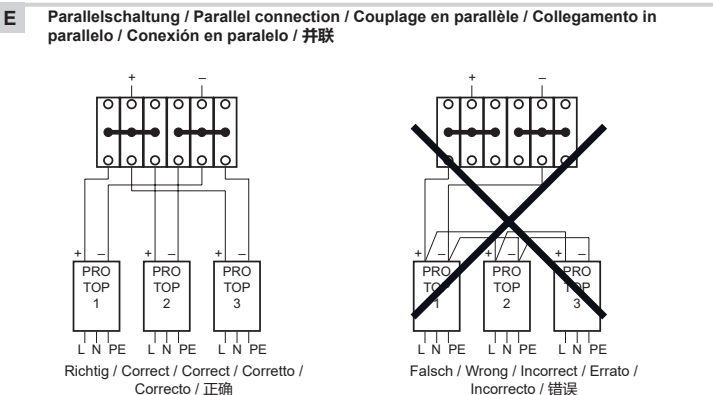 E
Parallelschaltung / Parallel connection / Couplage en parallèle / Collegamento in
parallelo / Conexión en paralelo / 并联
+ –
+ – + – + –
PRO TOP 1
PRO TOP 2
PRO TOP 3
L N PE L N PE L N PE
Richtig / Correct / Correct / Corretto /
Correcto / 正确
+ –
+ – + – + –
PRO TOP 1
PRO TOP 2
PRO TOP 3
L N PE L N PE L N PE
Falsch / Wrong / Incorrect / Errato /
Incorrecto / 错误